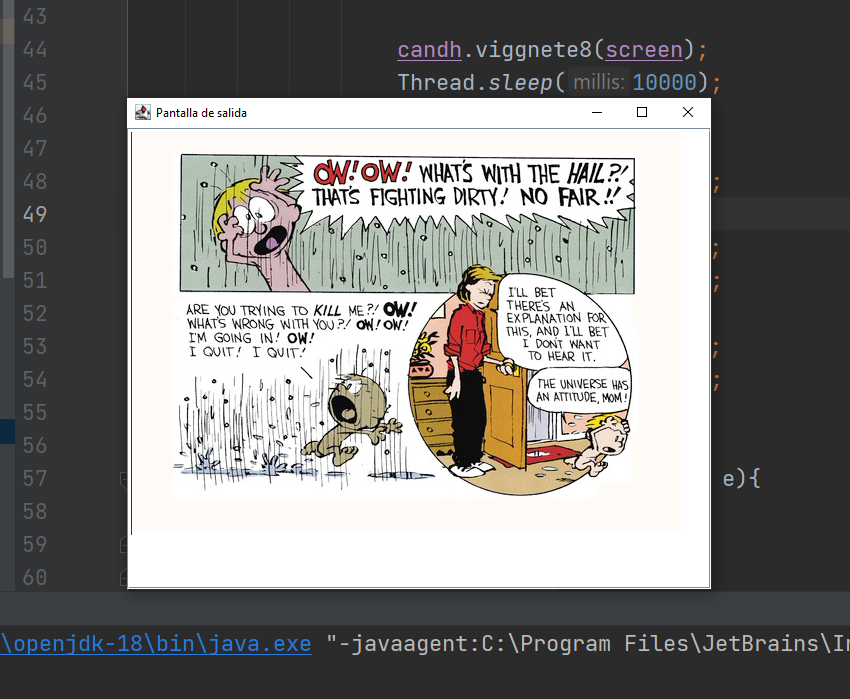 43
44
candh.viggnete8(screen);
45
Thread.sleep( millis: 10000);
46
Pantalla de salida
47
OW! OW! WHAT'S WITH THE HAIL?!
48
;
THAT'S FIGHTING DIRTY! NO FAIR!!
49
50
;
51
;
I'LL BET
THERE'S AN
EXPLANATION FOR
THIS, AND I'LL BET
I DON'T WANT
TO HEAR IT.
52
ARE YOU TRYING TO KILL ME?! OW!
WHAT'S WRONG WITH YOU?! OW! OW!
I'M GOING IN! OW!
I QUIT! I QUIT!
53
;
54
;
THE UNIVERSE HAS
AN ATTITUDE, MOM!
55
56
57
e){
58
59
60
\openjdk-18\bin\java.exe "-javaagent:C:\Program Files\JetBrains\In